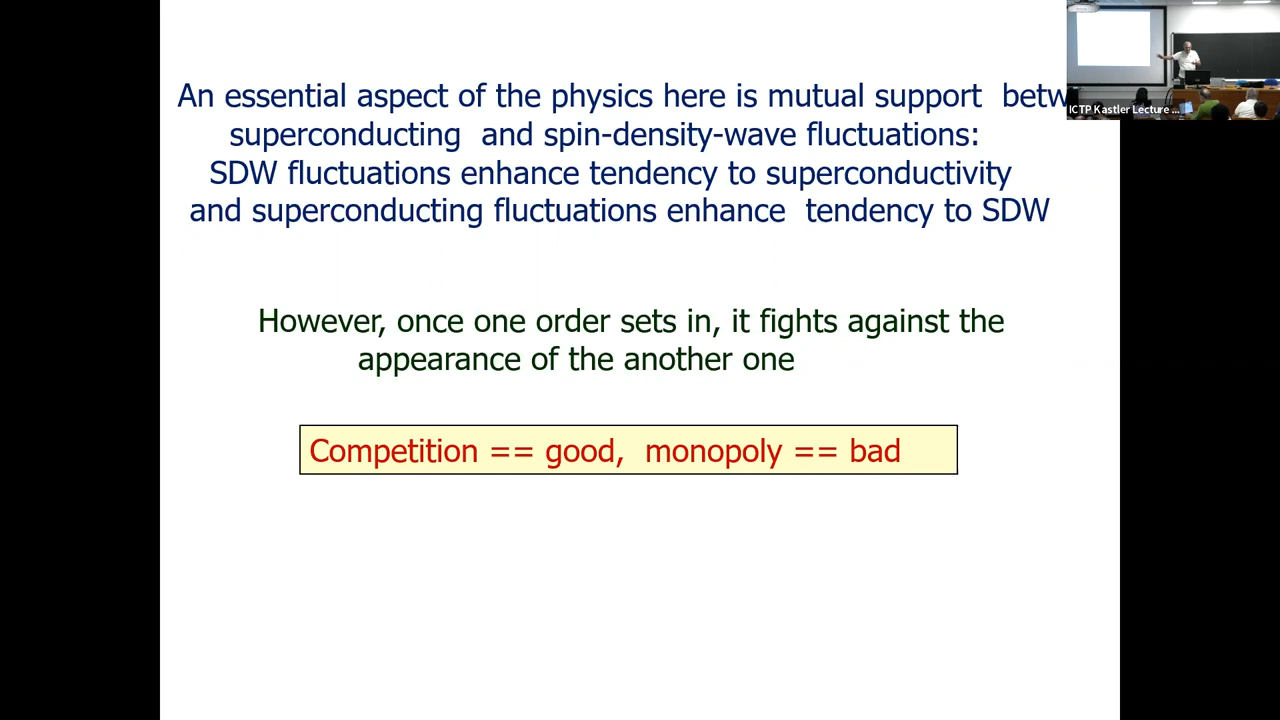 An essential aspect of the physics here is mutual support betw
superconducting and spin-density-wave fluctuations:
SDW fluctuations enhance tendency to superconductivity
and superconducting fluctuations enhance tendency to SDW
However, once one order sets in, it fights against the
appearance of the another one
Competition == good, monopoly == bad
ICTP Kastler Lecture ...